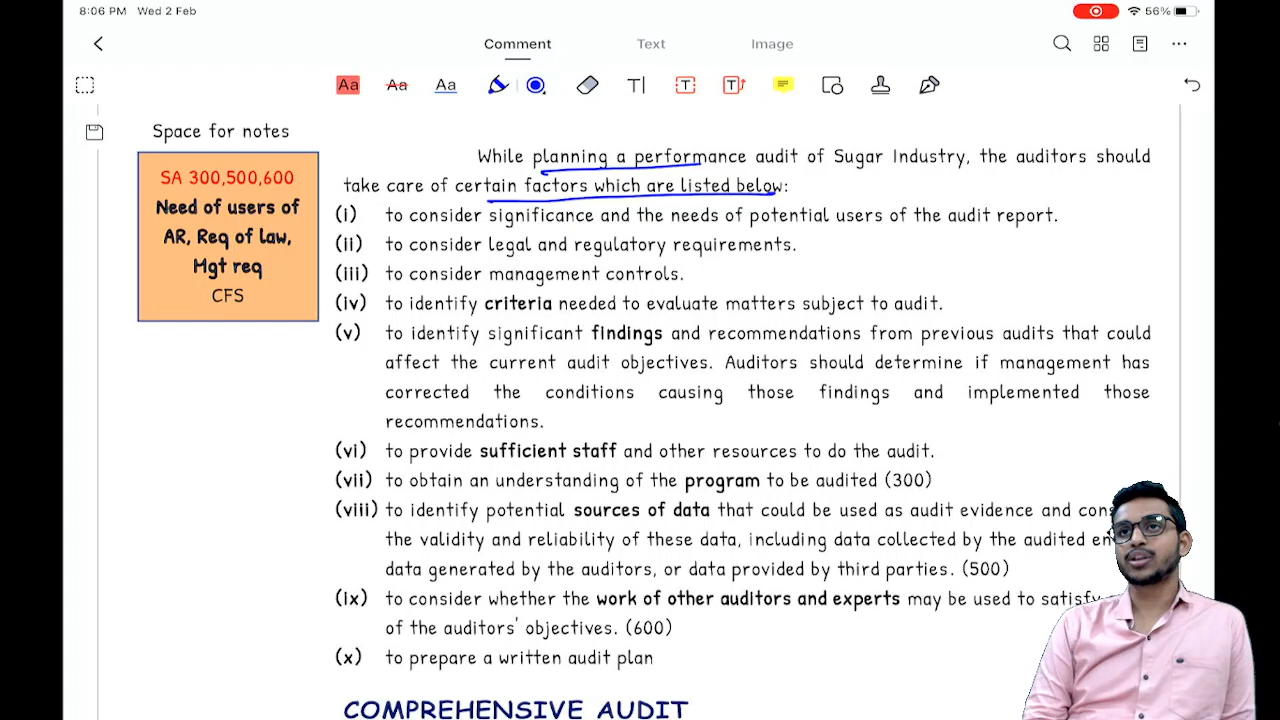 8:06 PM Wed 2 Feb
56%
Comment Text Image
Aa Aa Aa T T T
Space for notes
SA 300,500,600
Need of users of
AR, Req of law,
Mgt req
CFS
While planning a performance audit of Sugar Industry, the auditors should
take care of certain factors which are listed below:
(i) to consider significance and the needs of potential users of the audit report.
(ii) to consider legal and regulatory requirements.
(iii) to consider management controls.
(iv) to identify criteria needed to evaluate matters subject to audit.
(v) to identify significant findings and recommendations from previous audits that could
affect the current audit objectives. Auditors should determine if management has
corrected the conditions causing those findings and implemented those
recommendations.
(vi) to provide sufficient staff and other resources to do the audit.
(vii) to obtain an understanding of the program to be audited (300)
(viii) to identify potential sources of data that could be used as audit evidence and
the validity and reliability of these data, including data collected by the audited
data generated by the auditors, or data provided by third parties. (500)
(ix) to consider whether the work of other auditors and experts may be used to satisfy
of the auditors' objectives. (600)
(x) to prepare a written audit plan
COMPREHENSIVE AUDIT